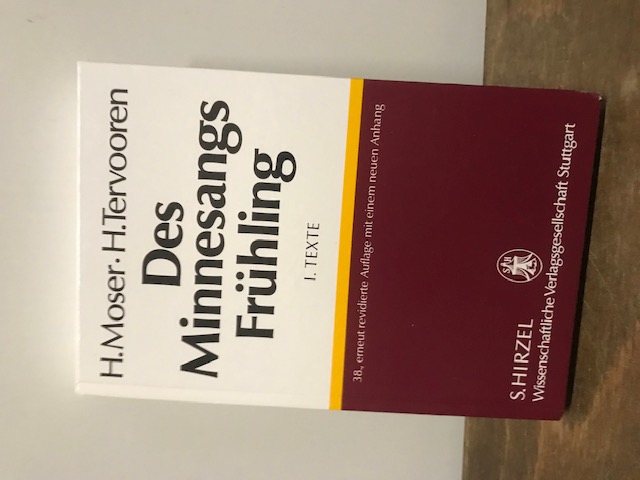 H. Moser · H. Tervooren
Des
Minnesangs
Frühling
I. TEXTE
38., erneut revidierte Auflage mit einem neuen Anhang
S. HIRZEL
Wissenschaftliche Verlagsgesellschaft Stuttgart